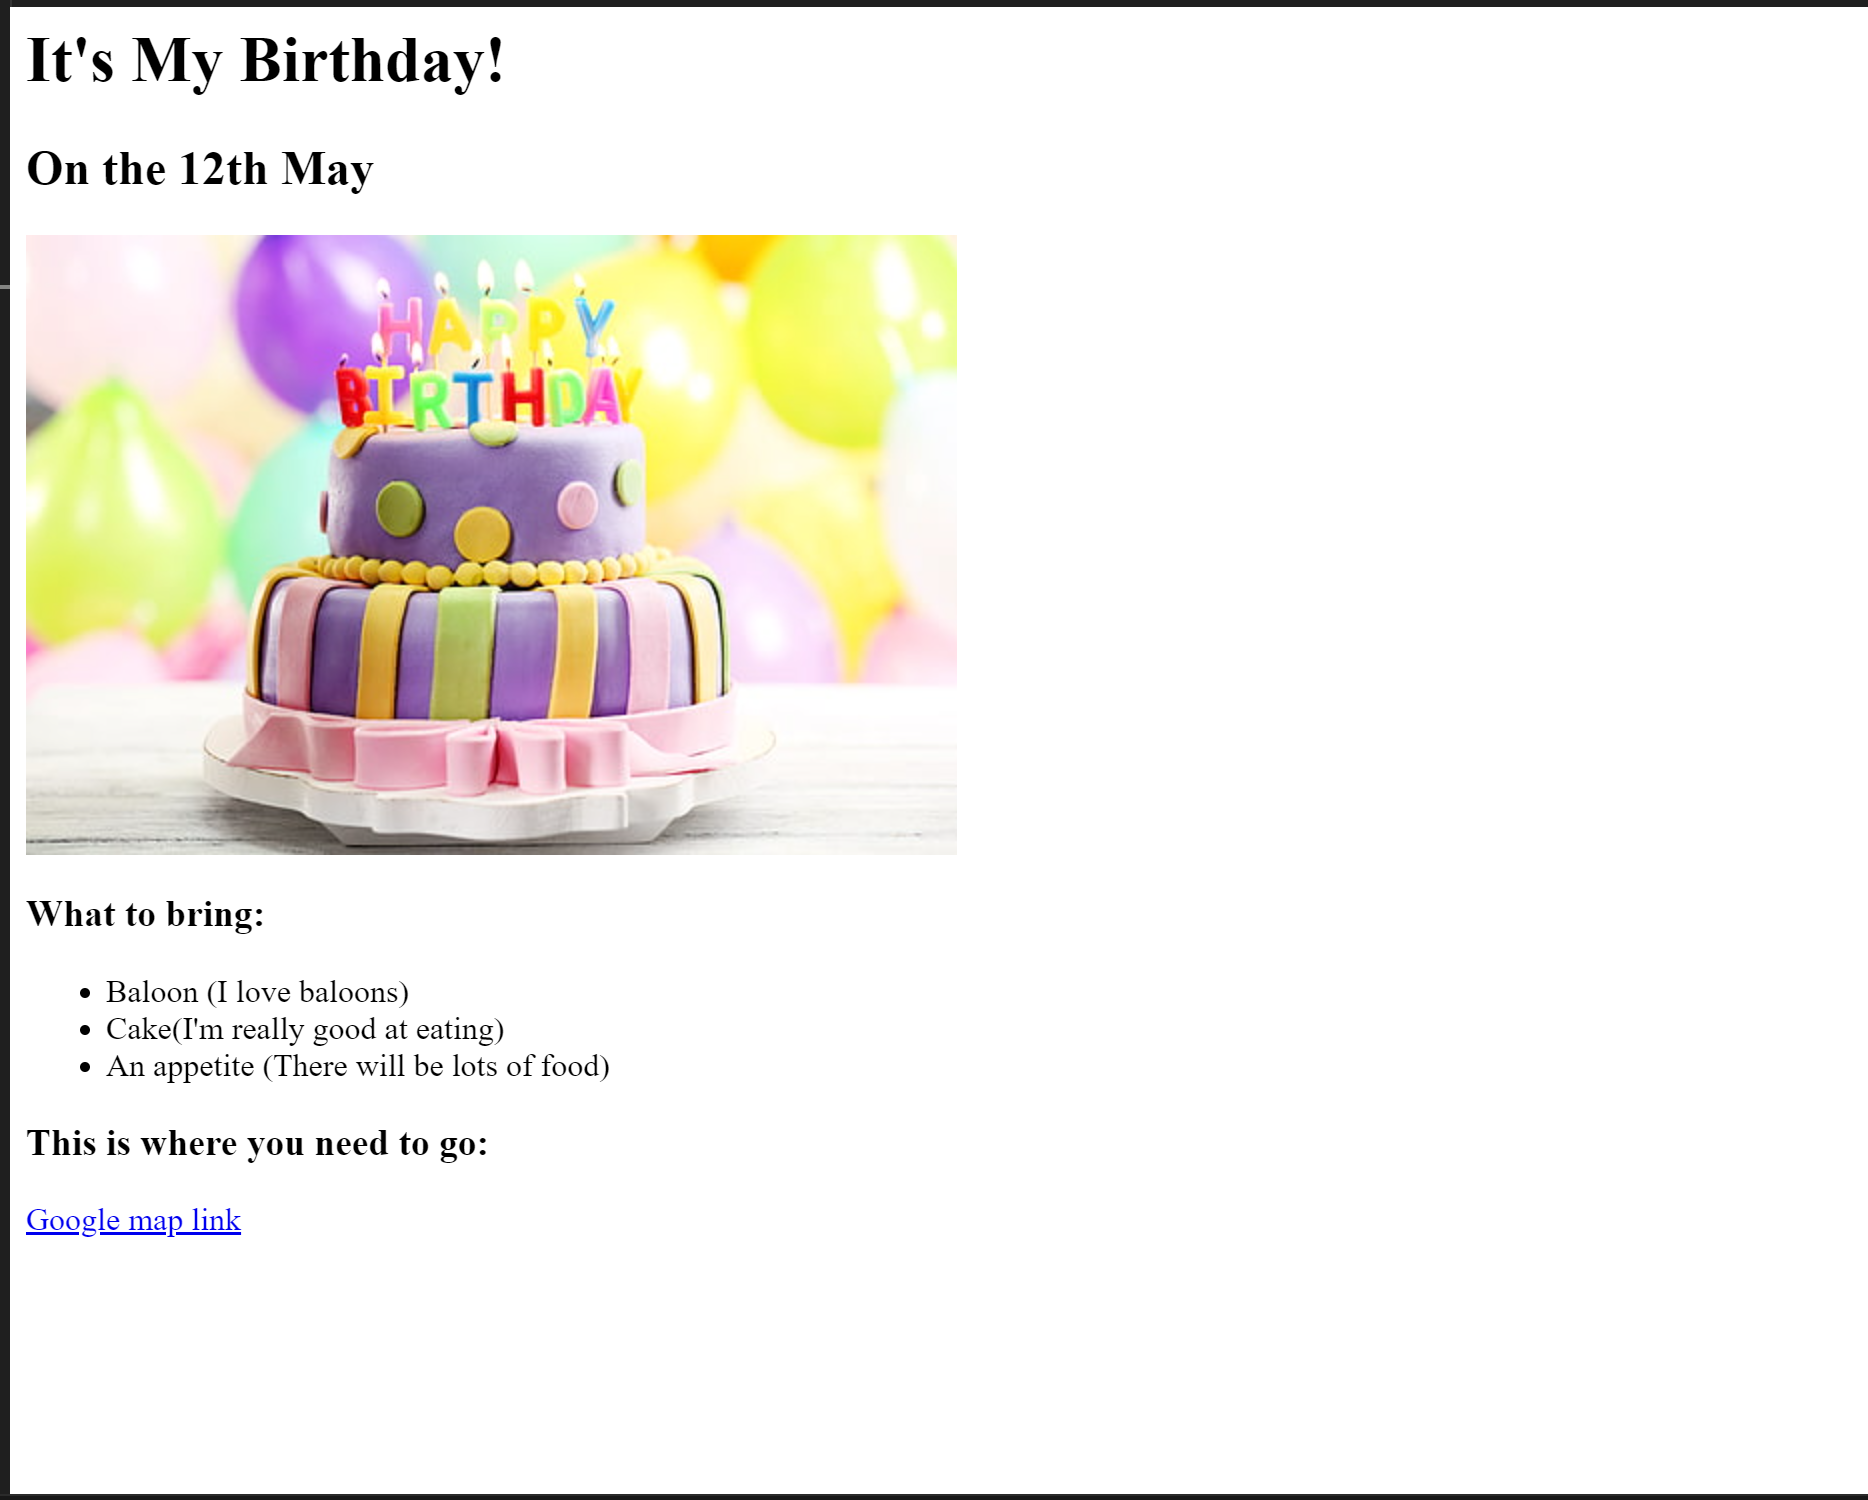 It's My Birthday!
On the 12th May
HAPPY
BIRTHDAY
What to bring:
Baloon (I love baloons)
Cake(I'm really good at eating)
An appetite (There will be lots of food)
This is where you need to go:
Google map link